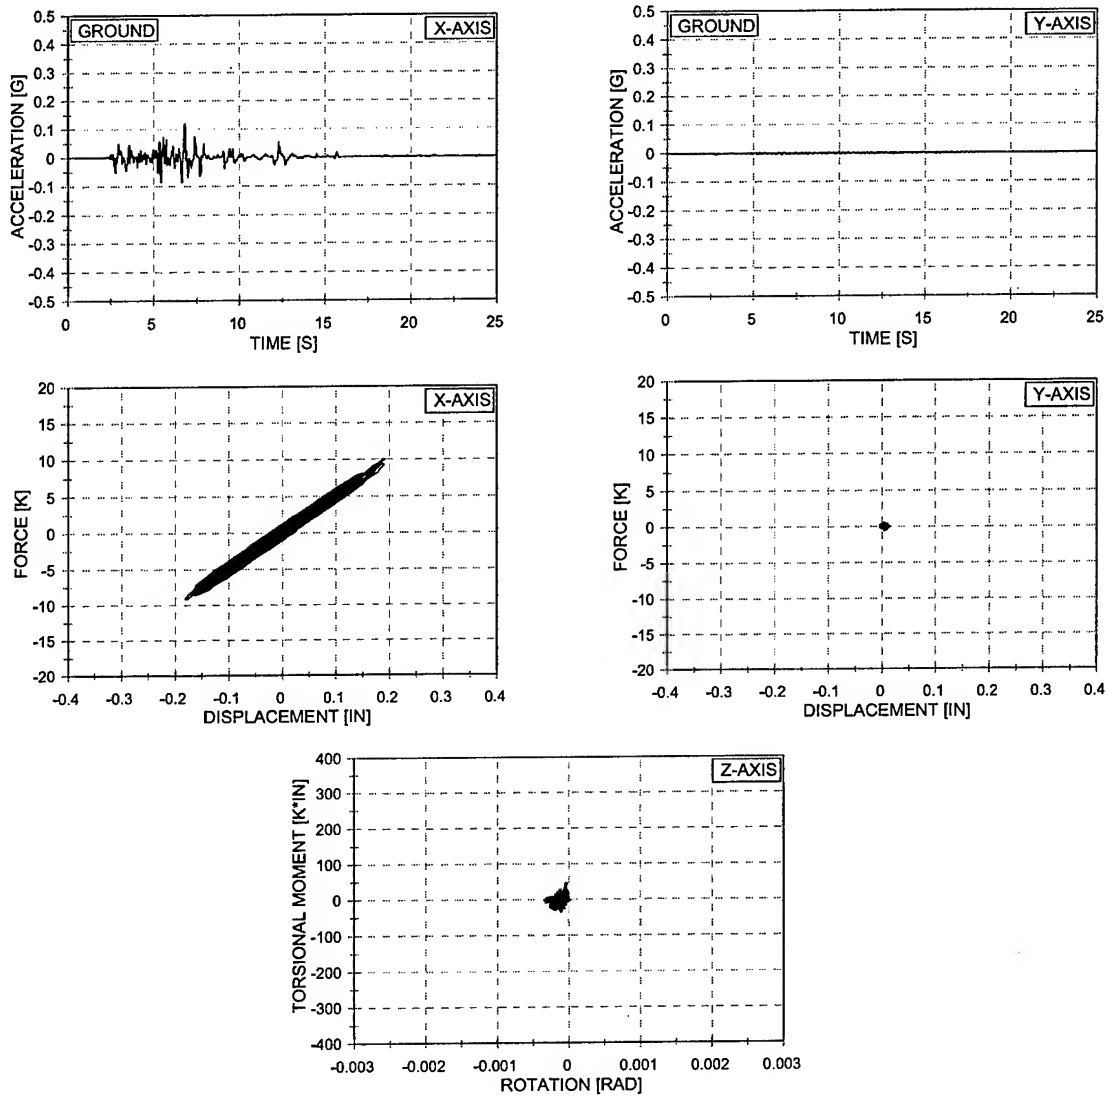 GROUND X-AXIS
0.5
0.4
0.3
0.2
0.1
0
-0.1
-0.2
-0.3
-0.4
-0.5
ACCELERATION [G]
0 5 10 15 20 25
TIME [S]
GROUND Y-AXIS
0.5
0.4
0.3
0.2
0.1
0
-0.1
-0.2
-0.3
-0.4
-0.5
ACCELERATION [G]
0 5 10 15 20 25
TIME [S]
X-AXIS
20
15
10
5
0
-5
-10
-15
-20
FORCE [K]
-0.4 -0.3 -0.2 -0.1 0 0.1 0.2 0.3 0.4
DISPLACEMENT [IN]
Y-AXIS
20
15
10
5
0
-5
-10
-15
-20
FORCE [K]
-0.4 -0.3 -0.2 -0.1 0 0.1 0.2 0.3 0.4
DISPLACEMENT [IN]
Z-AXIS
400
300
200
100
0
-100
-200
-300
-400
TORSIONAL MOMENT [K*IN]
-0.003 -0.002 -0.001 0 0.001 0.002 0.003
ROTATION [RAD]